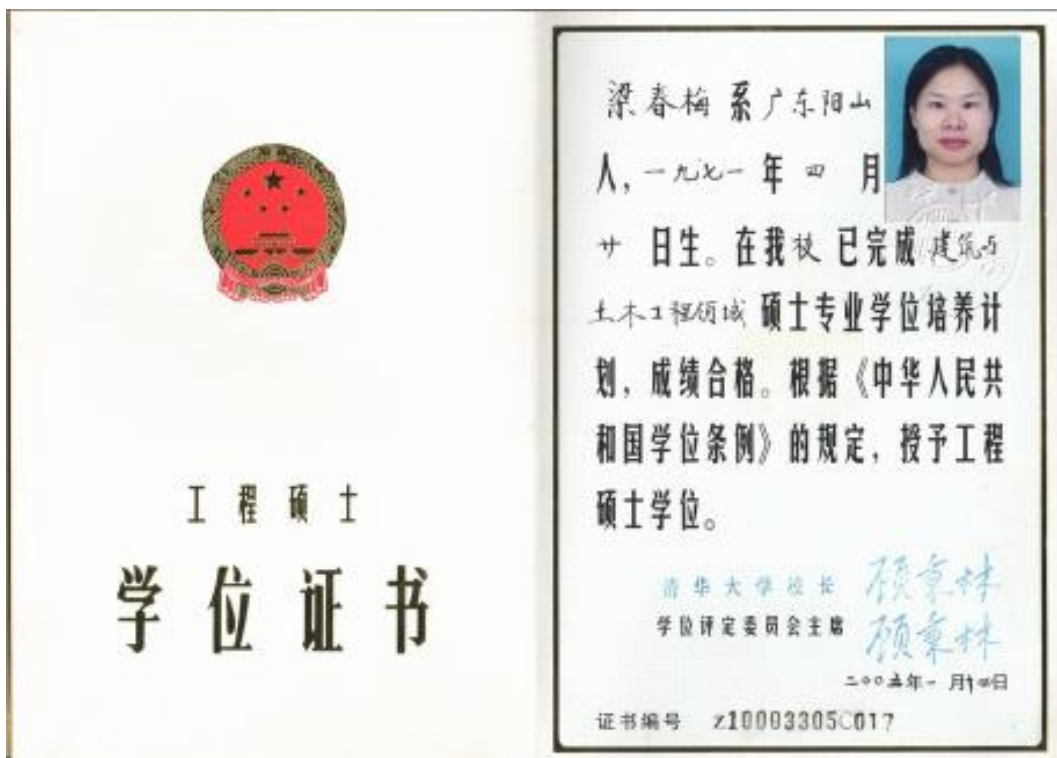 工程硕士
学位证书
梁春梅 系 广东阳山
人，一九七一 年 四 月
廿 日生。在我校 已完成 建筑与
土木工程领域 硕士专业学位培养计
划，成绩合格。根据《中华人民共
和国学位条例》的规定，授予工程
硕士学位。
清华大学校长 顾秉林
学位评定委员会主席 顾秉林
二〇〇五年一月十四日
证书编号 Z10003305C017